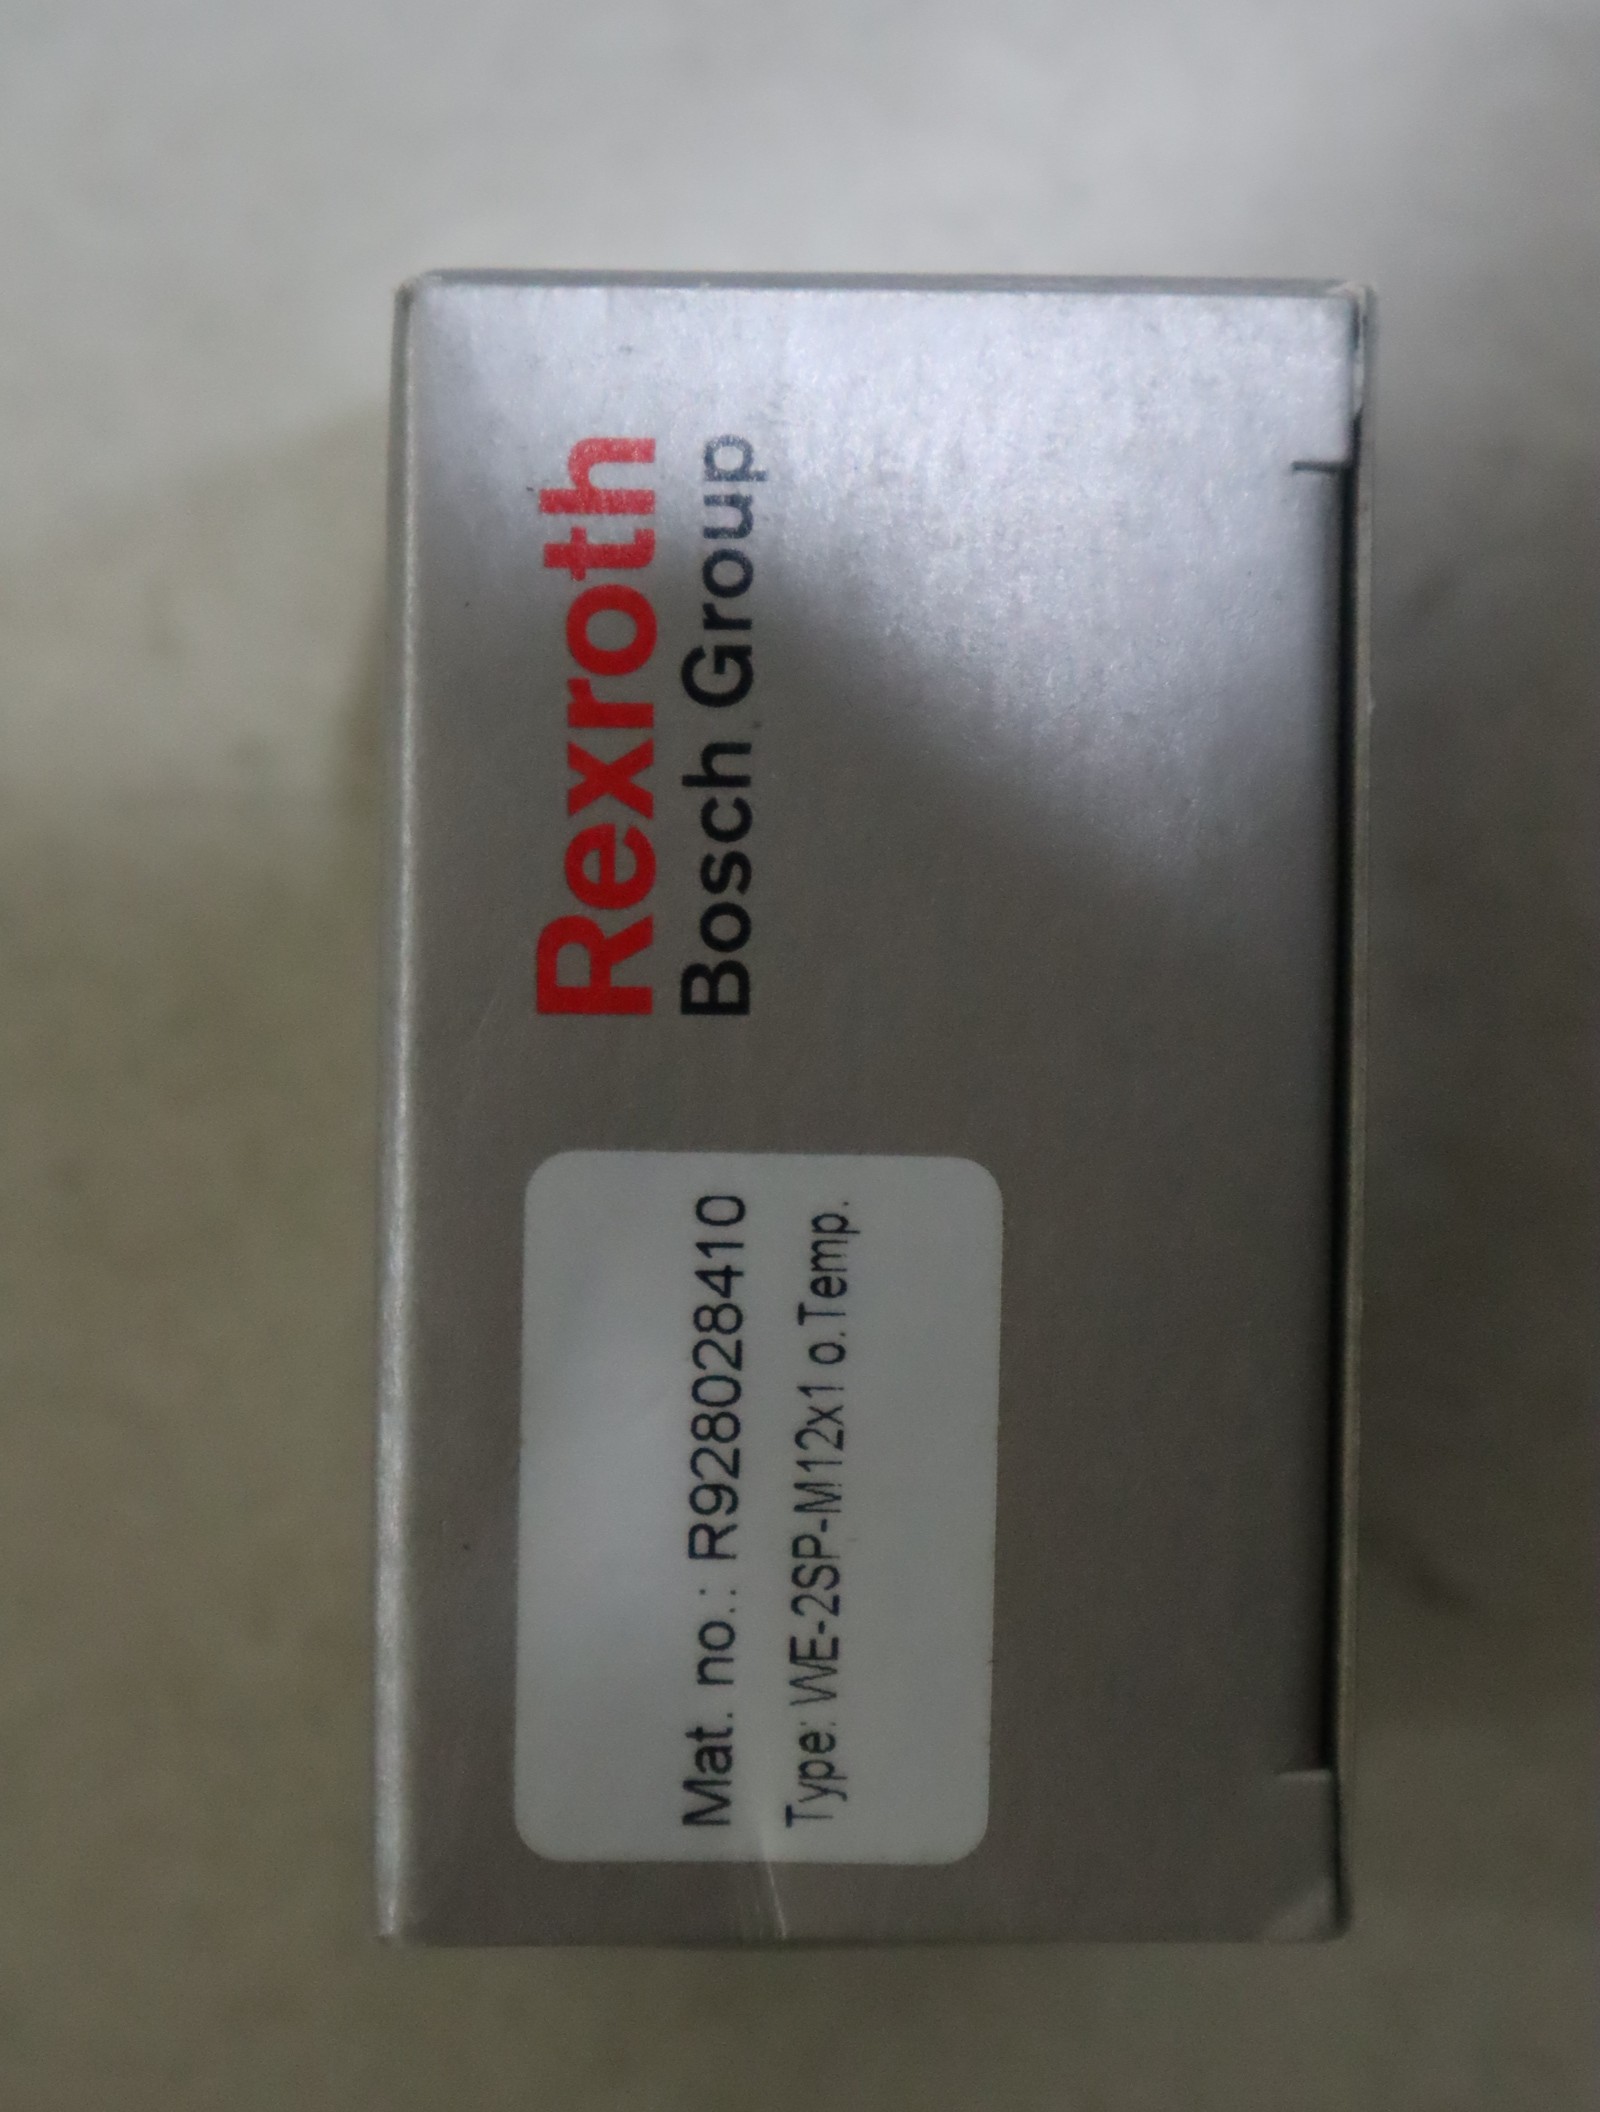 Rexroth
Bosch Group
Mat. no.: R928028410
Type: WE-2SP-M12x1 o.Temp.